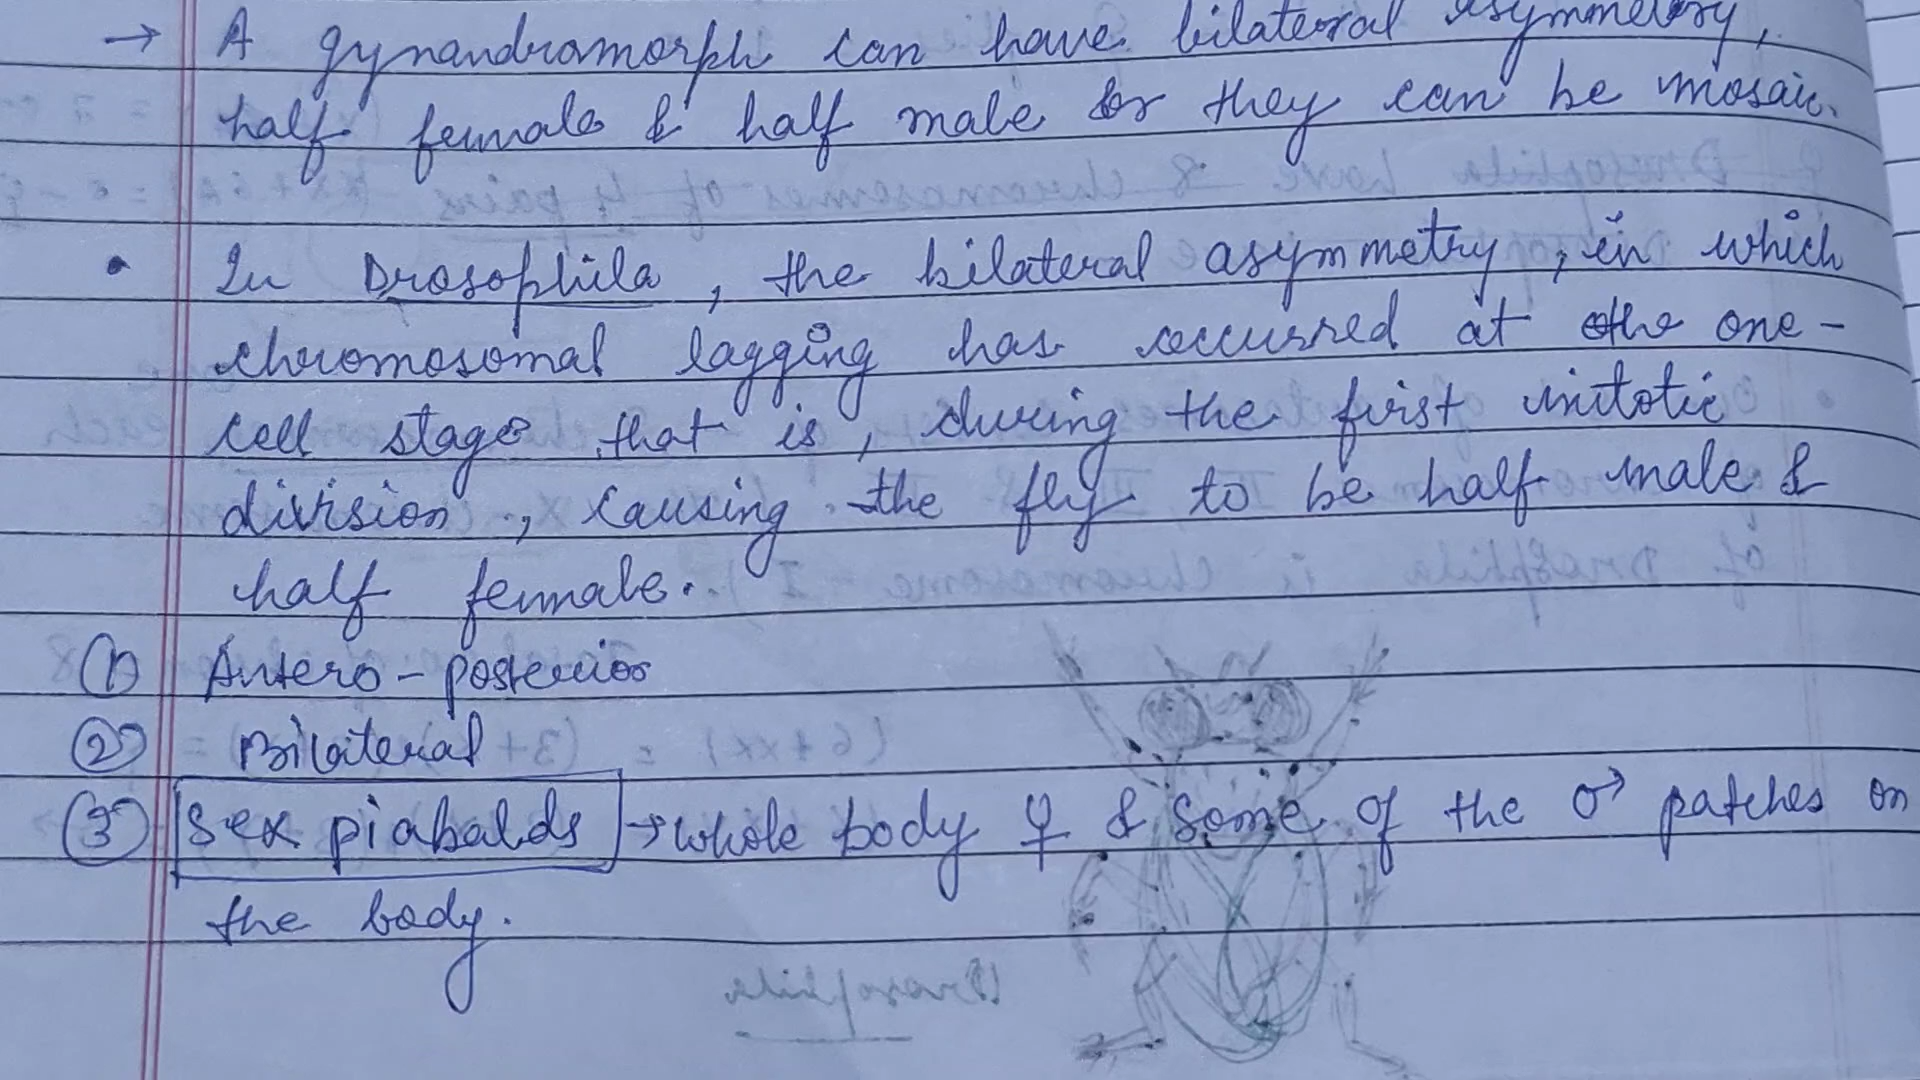 → A gynandromorph can have bilateral asymmetry,
half female & half male or they can be mosaic.
• In Drosophila, the bilateral asymmetry, in which
chromosomal lagging has occurred at the one-
cell stage that is, during the first mitotic
division, causing the fly to be half male &
half female.
① Antero-posterior
② Bilateral
③ Sex piabalds → whole body ♀ & some of the ♂ patches on
the body.